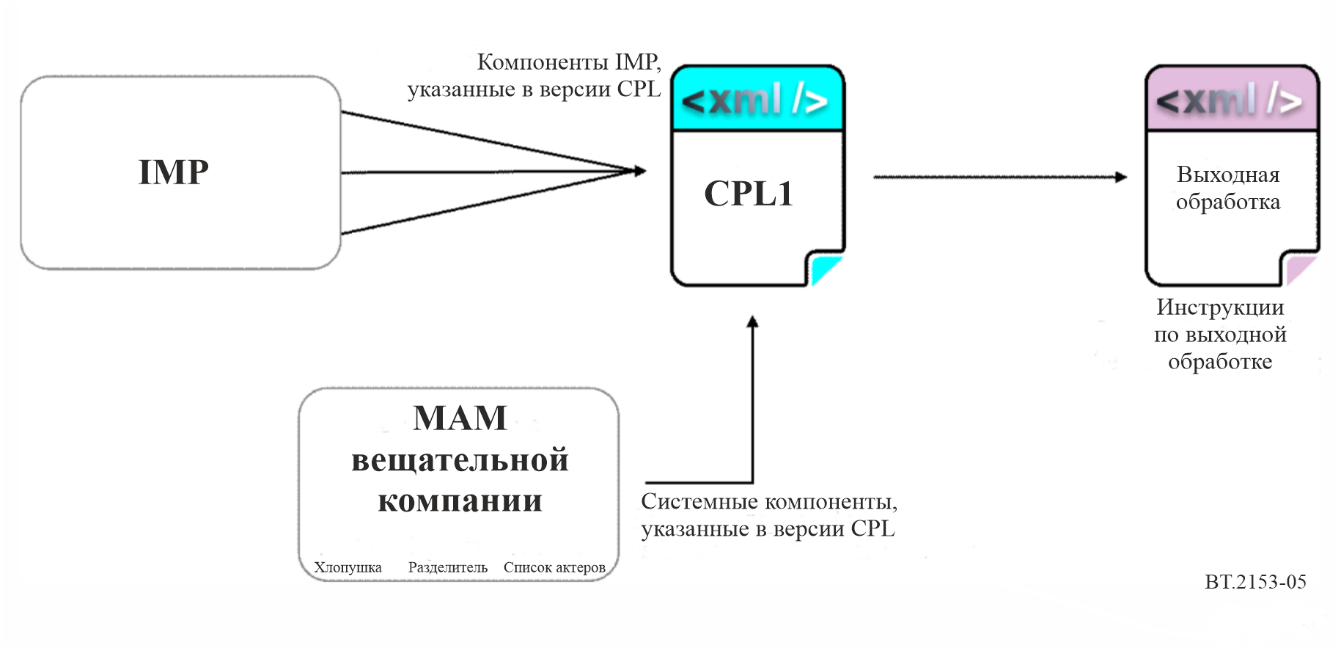 Компоненты IMP,
указанные в версии CPL
<xml />
<xml />
IMP
CPL1
Выходная
обработка
Инструкции
по выходной
обработке
MAM
вещательной
компании
Системные компоненты,
указанные в версии CPL
Хлопушка Разделитель Список актеров
BT.2153-05